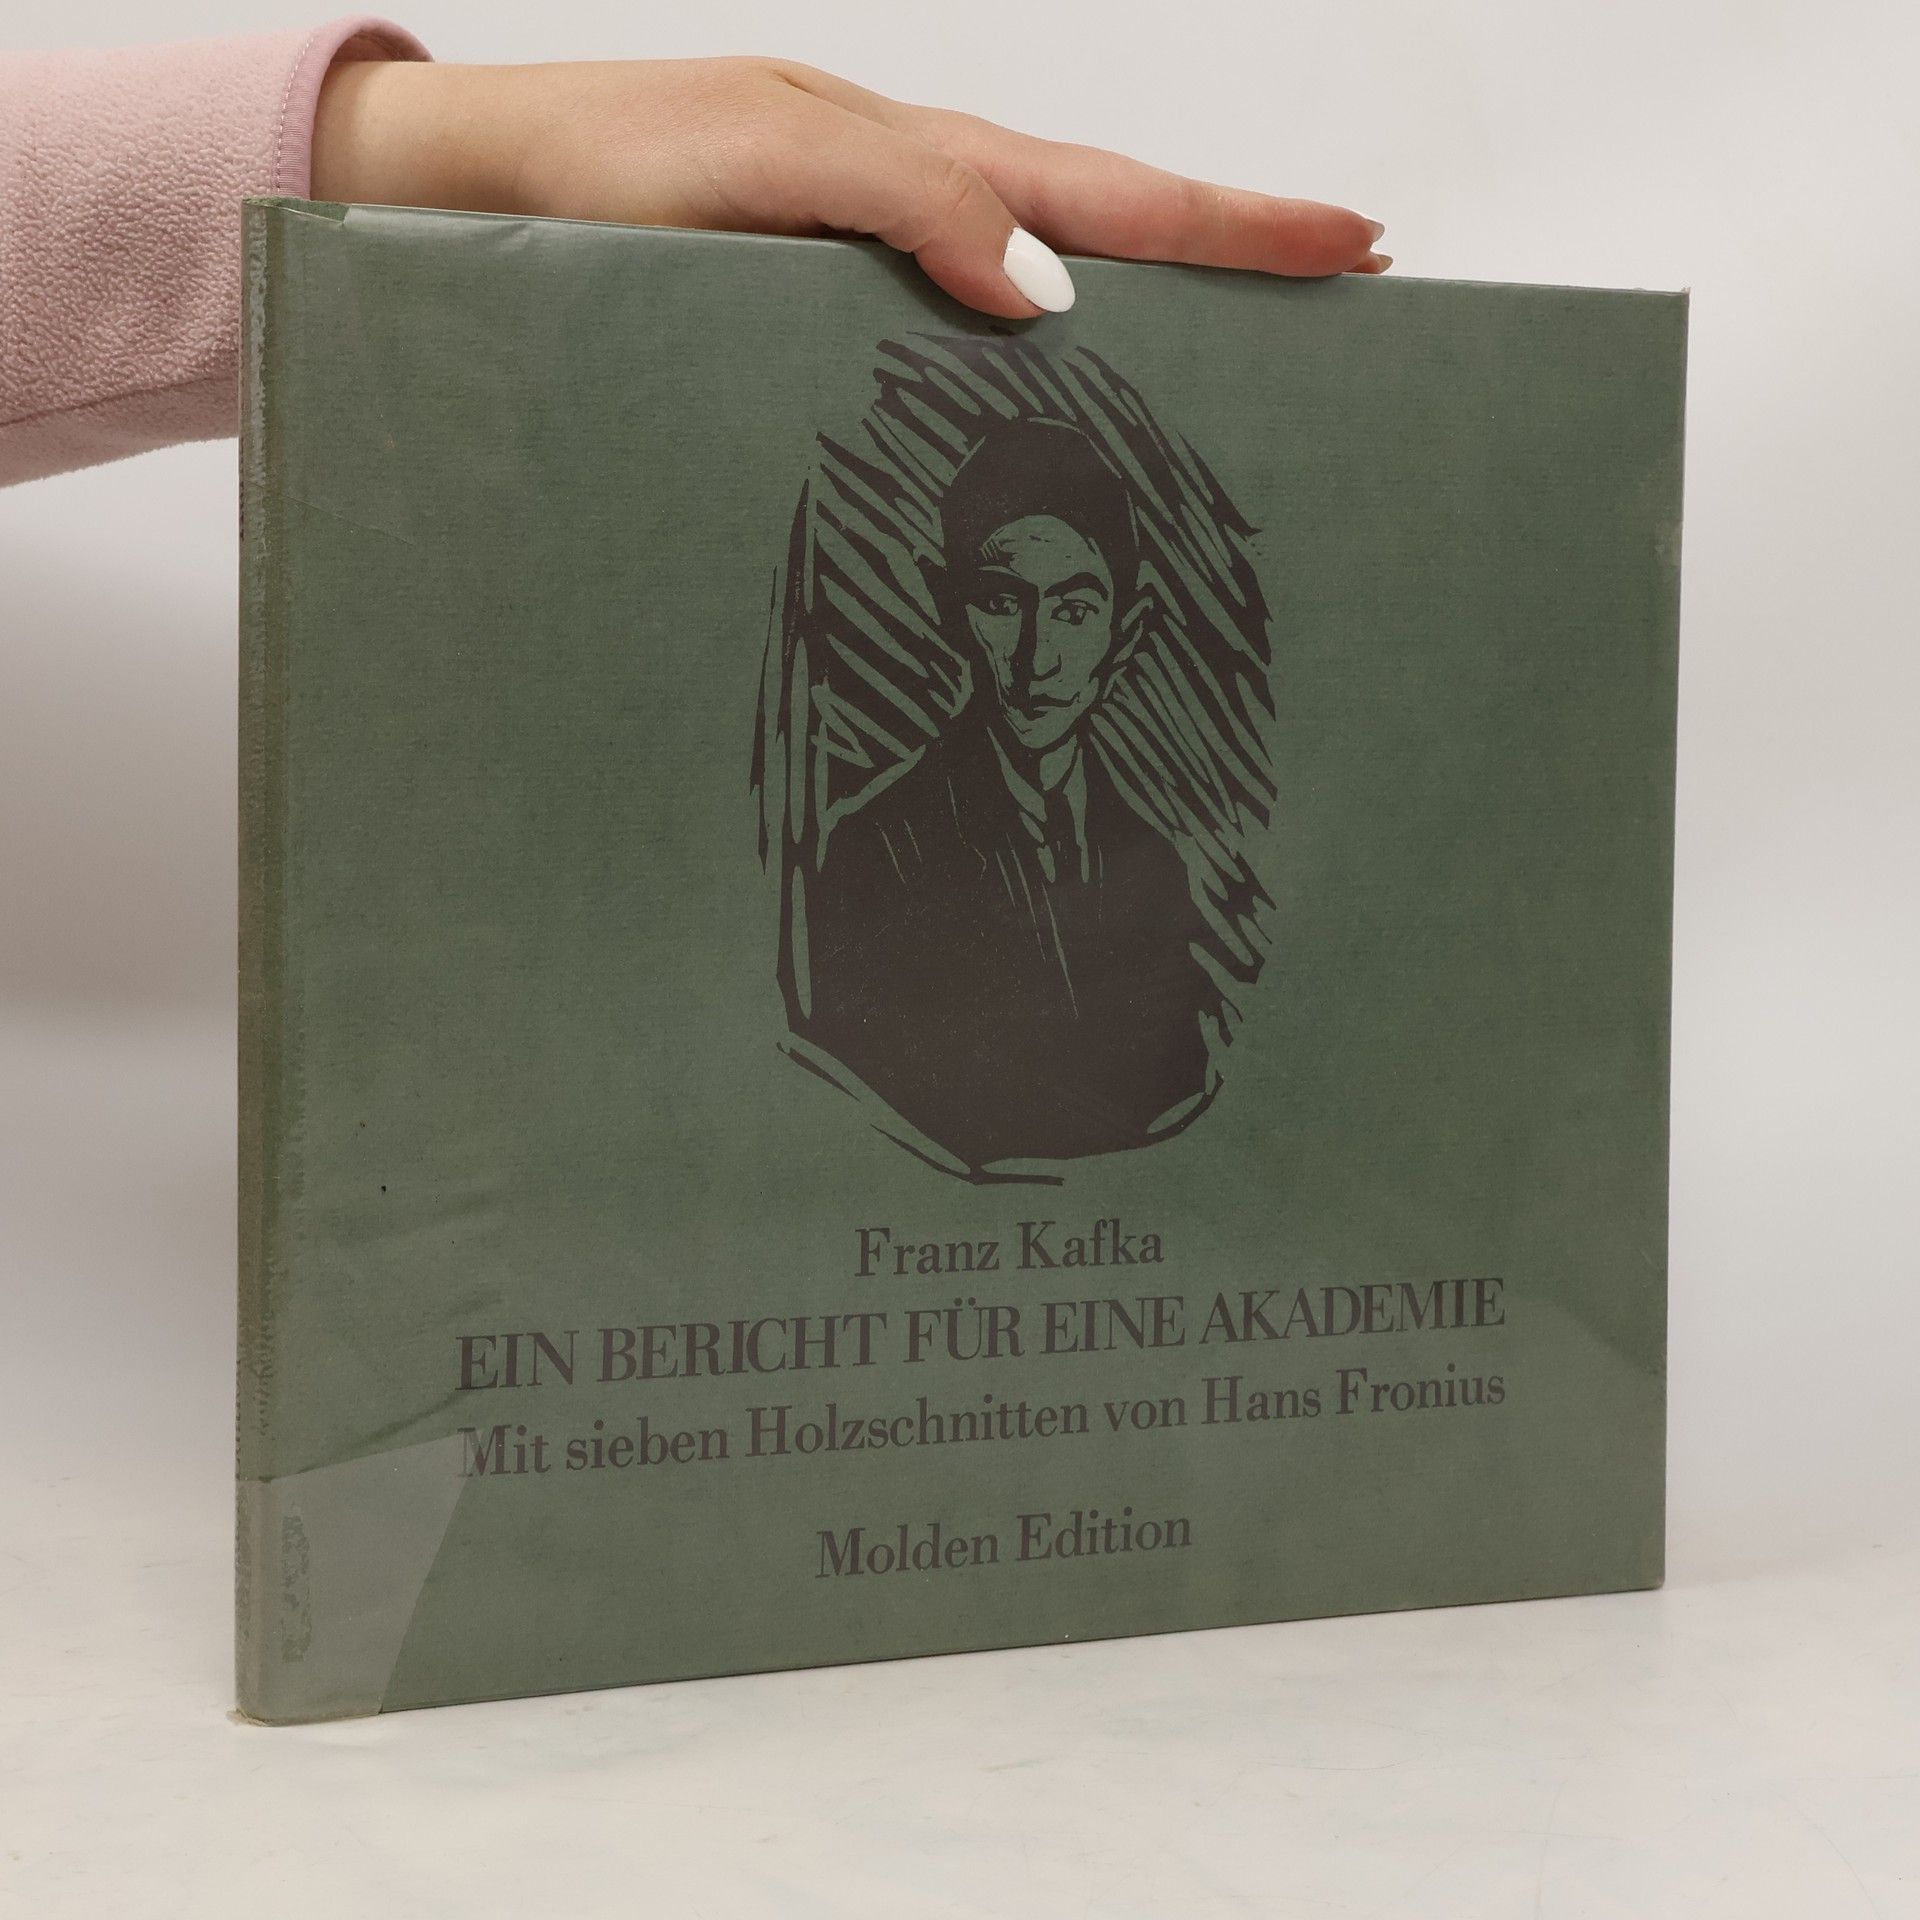 Franz Kafka
EIN BERICHT FÜR EINE AKADEMIE
Mit sieben Holzschnitten von Hans Fronius
Molden Edition